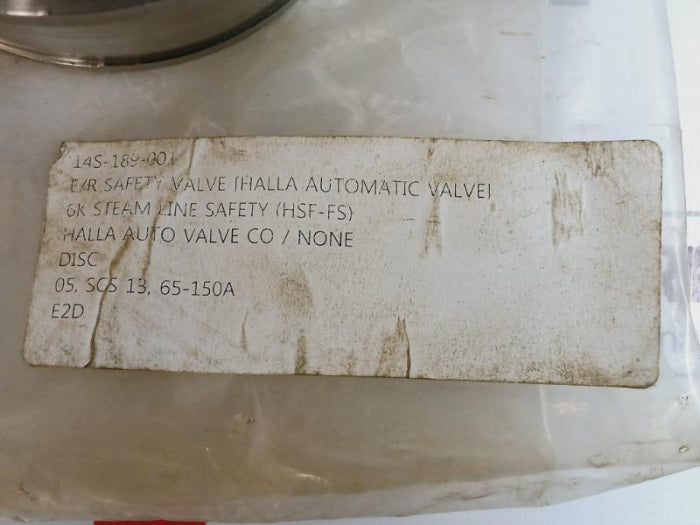 14S-189-001
E/R SAFETY VALVE (HALLA AUTOMATIC VALVE)
6K STEAM LINE SAFETY (HSF-FS)
HALLA AUTO VALVE CO / NONE
DISC
05, SCS 13, 65-150A
E2D